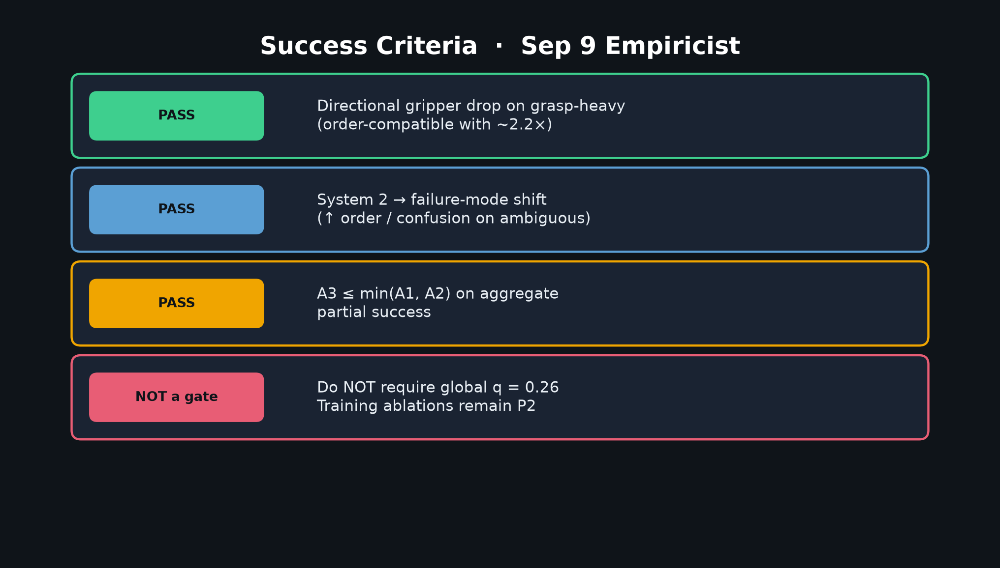 Success Criteria · Sep 9 Empiricist
PASS
Directional gripper drop on grasp-heavy
(order-compatible with ~2.2×)
PASS
System 2 → failure-mode shift
(↑ order / confusion on ambiguous)
PASS
A3 ≤ min(A1, A2) on aggregate
partial success
NOT a gate
Do NOT require global q = 0.26
Training ablations remain P2